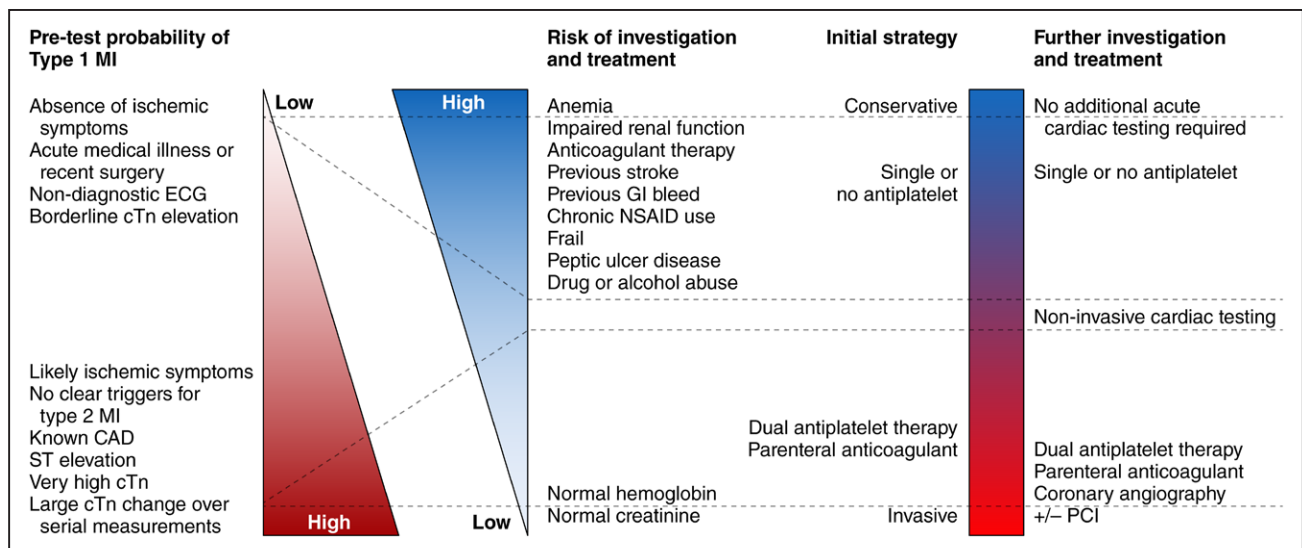 Pre-test probability of
Type 1 MI
Absence of ischemic
symptoms
Acute medical illness or
recent surgery
Non-diagnostic ECG
Borderline cTn elevation
Likely ischemic symptoms
No clear triggers for
type 2 MI
Known CAD
ST elevation
Very high cTn
Large cTn change over
serial measurements
Low
High
High
Low
Risk of investigation
and treatment
Anemia
Impaired renal function
Anticoagulant therapy
Previous stroke
Previous GI bleed
Chronic NSAID use
Frail
Peptic ulcer disease
Drug or alcohol abuse
Normal hemoglobin
Normal creatinine
Initial strategy
Conservative
Single or
no antiplatelet
Dual antiplatelet therapy
Parenteral anticoagulant
Invasive
Further investigation
and treatment
No additional acute
cardiac testing required
Single or no antiplatelet
Non-invasive cardiac testing
Dual antiplatelet therapy
Parenteral anticoagulant
Coronary angiography
+/– PCI